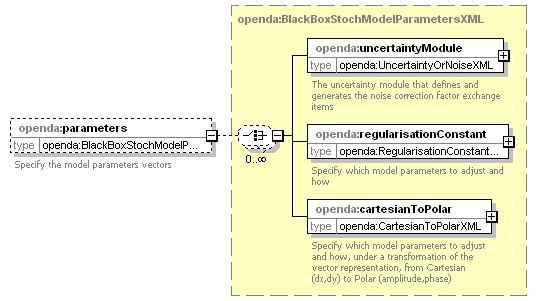 openda:BlackBoxStochModelParametersXML
openda:uncertaintyModule
type openda:UncertaintyOrNoiseXML
The uncertainty module that defines and
generates the noise correction factor exchange
items
openda:parameters
type openda:BlackBoxStochModelP...
Specify the model parameters vectors
0..∞
openda:regularisationConstant
type openda:RegularisationConstant...
Specify which model parameters to adjust and
how
openda:cartesianToPolar
type openda:CartesianToPolarXML
Specify which model parameters to adjust
and how, under a transformation of the
vector representation, from Cartesian
(dx,dy) to Polar (amplitude,phase)